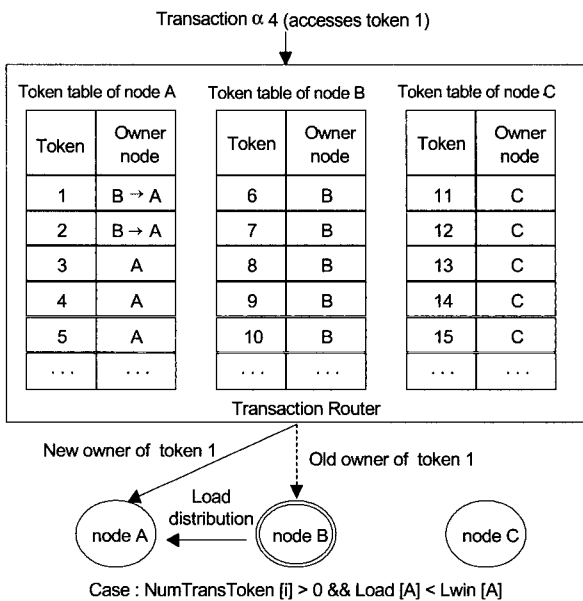 Transaction α 4 (accesses token 1)
Token table of node A
Token table of node B
Token table of node C
Token Owner node
1 B → A
2 B → A
3 A
4 A
5 A
... ...
Token Owner node
6 B
7 B
8 B
9 B
10 B
... ...
Token Owner node
11 C
12 C
13 C
14 C
15 C
... ...
Transaction Router
New owner of token 1
Old owner of token 1
Load
distribution
node A
node B
node C
Case : NumTransToken [i] > 0 && Load [A] < Lwin [A]